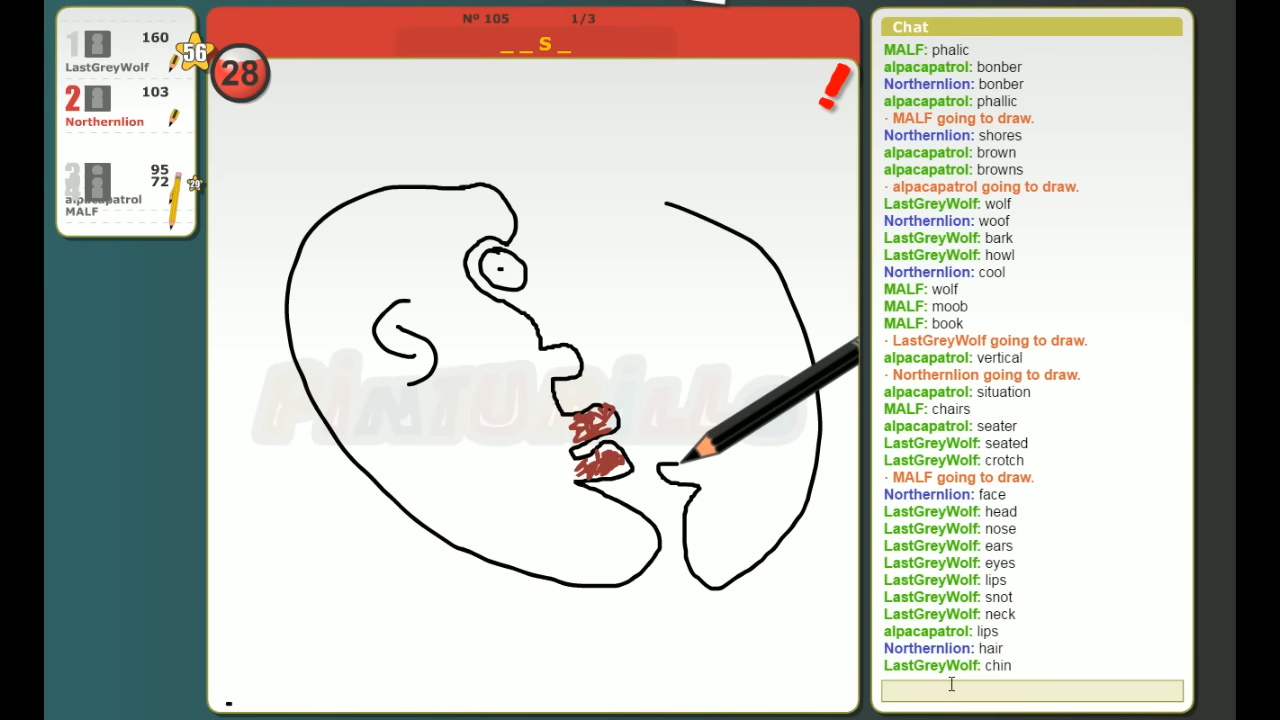 Nº 105 1/3
_ _ S _
28
1 160
LastGreyWolf
56
2 103
Northernlion
3 95
72
alpacapatrol
MALF
29
PinTuRiLLo
Chat
MALF: phalic
alpacapatrol: bonber
Northernlion: bonber
alpacapatrol: phallic
· MALF going to draw.
Northernlion: shores
alpacapatrol: brown
alpacapatrol: browns
· alpacapatrol going to draw.
LastGreyWolf: wolf
Northernlion: woof
LastGreyWolf: bark
LastGreyWolf: howl
Northernlion: cool
MALF: wolf
MALF: moob
MALF: book
· LastGreyWolf going to draw.
alpacapatrol: vertical
· Northernlion going to draw.
alpacapatrol: situation
MALF: chairs
alpacapatrol: seater
LastGreyWolf: seated
LastGreyWolf: crotch
· MALF going to draw.
Northernlion: face
LastGreyWolf: head
LastGreyWolf: nose
LastGreyWolf: ears
LastGreyWolf: eyes
LastGreyWolf: lips
LastGreyWolf: snot
LastGreyWolf: neck
alpacapatrol: lips
Northernlion: hair
LastGreyWolf: chin